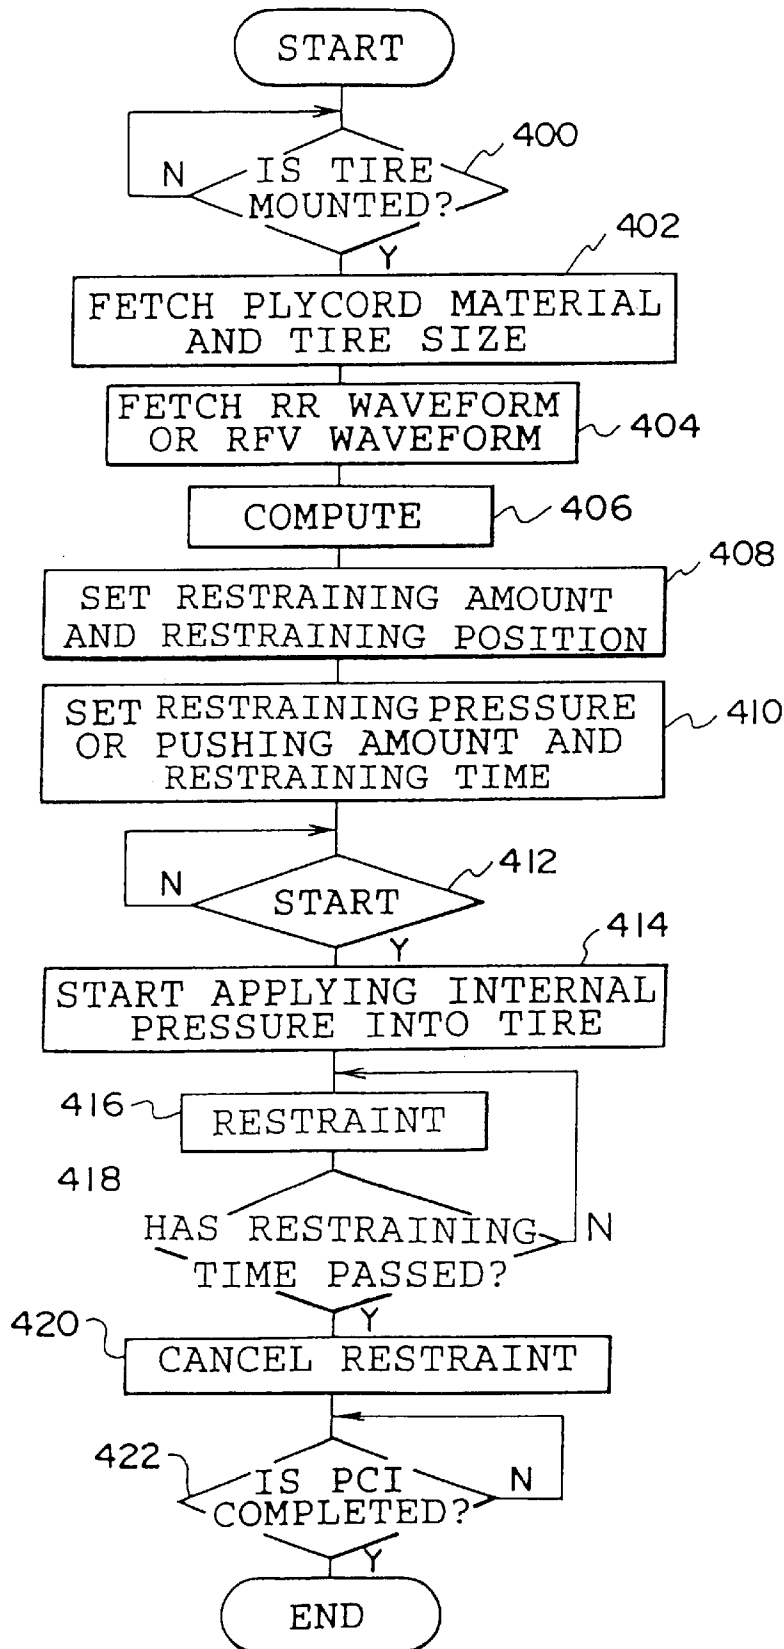 START
400
IS TIRE
MOUNTED?
N
Y
402
FETCH PLYCORD MATERIAL
AND TIRE SIZE
FETCH RR WAVEFORM
OR RFV WAVEFORM
404
COMPUTE
406
408
SET RESTRAINING AMOUNT
AND RESTRAINING POSITION
SET RESTRAINING PRESSURE
OR PUSHING AMOUNT AND
RESTRAINING TIME
410
412
N
START
Y
414
START APPLYING INTERNAL
PRESSURE INTO TIRE
416
RESTRAINT
418
HAS RESTRAINING
TIME PASSED?
N
Y
420
CANCEL RESTRAINT
422
IS PCI
COMPLETED?
N
Y
END